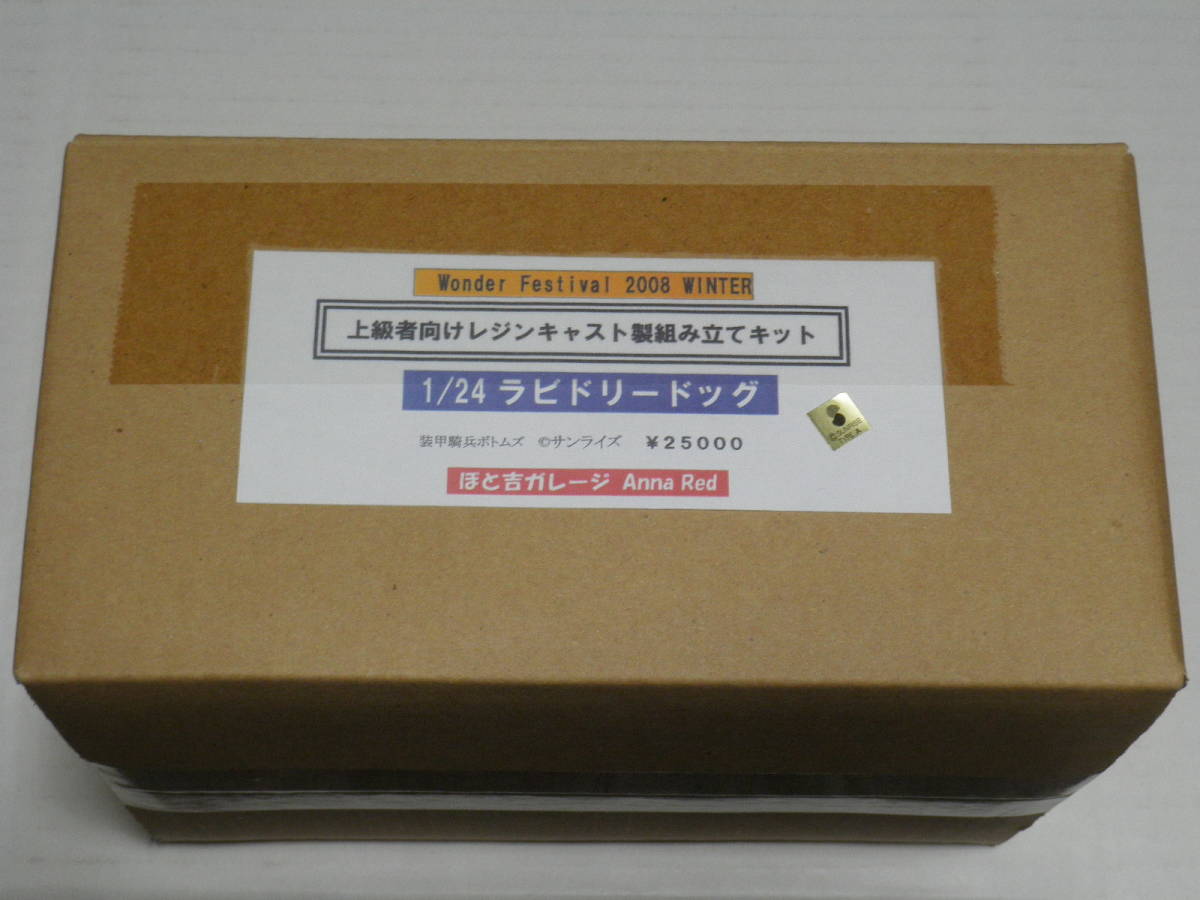 Wonder Festival 2008 WINTER
上級者向けレジンキャスト製組み立てキット
1/24 ラビドリードッグ
装甲騎兵ボトムズ ©サンライズ ¥25000
ほと吉ガレージ Anna Red
©SUNRISE
TYPE A